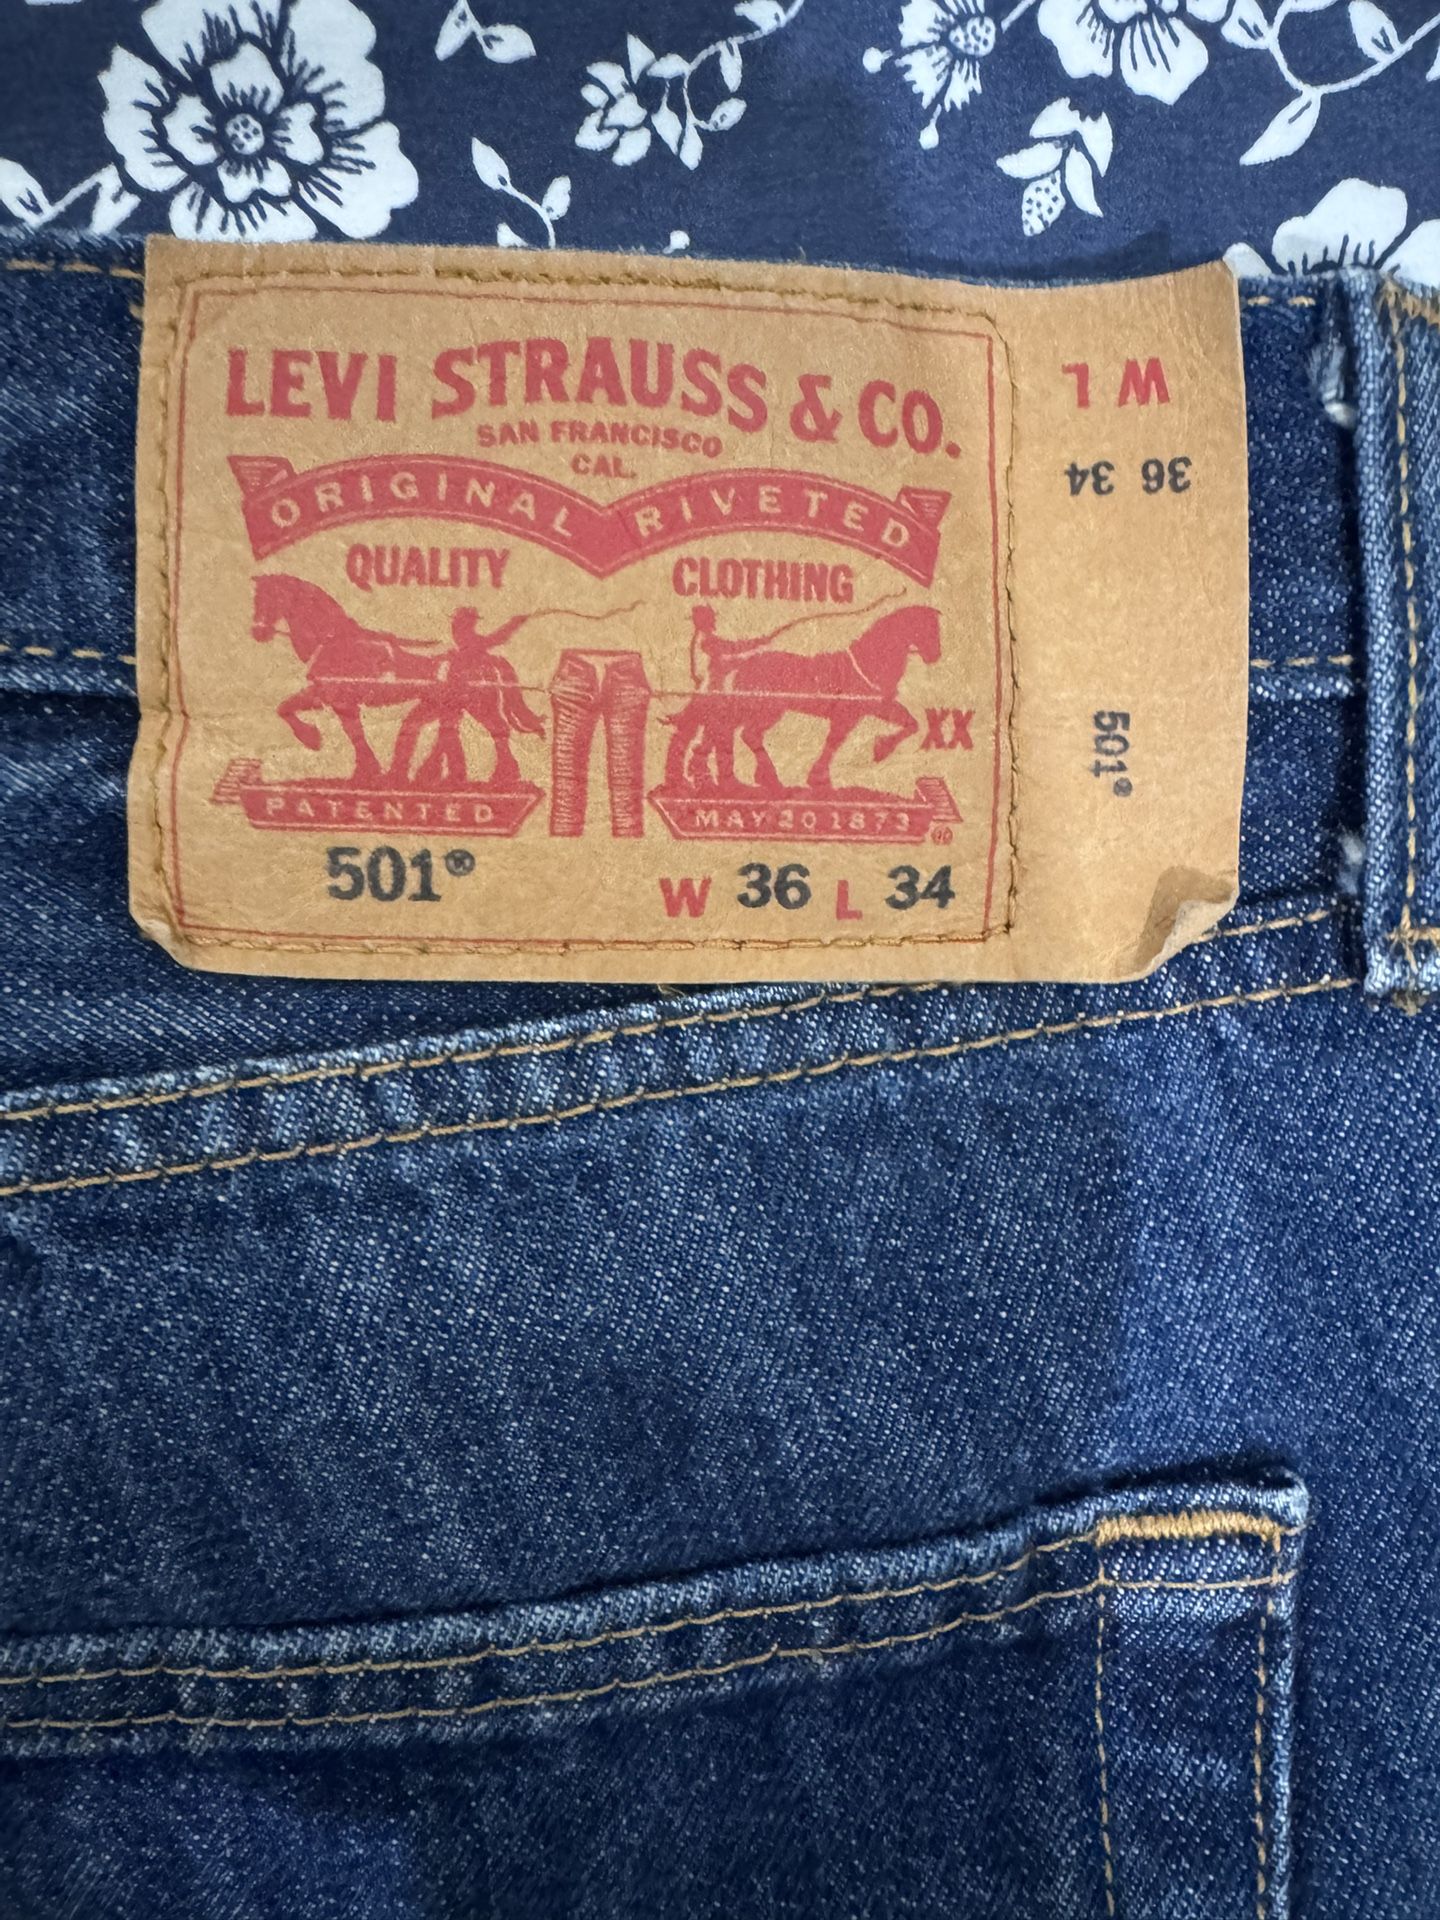 LEVI STRAUSS & CO.
SAN FRANCISCO
CAL.
ORIGINAL RIVETED
QUALITY CLOTHING
XX
PATENTED MAY 20 1873
501® W 36 L 34
W L
36 34
501®